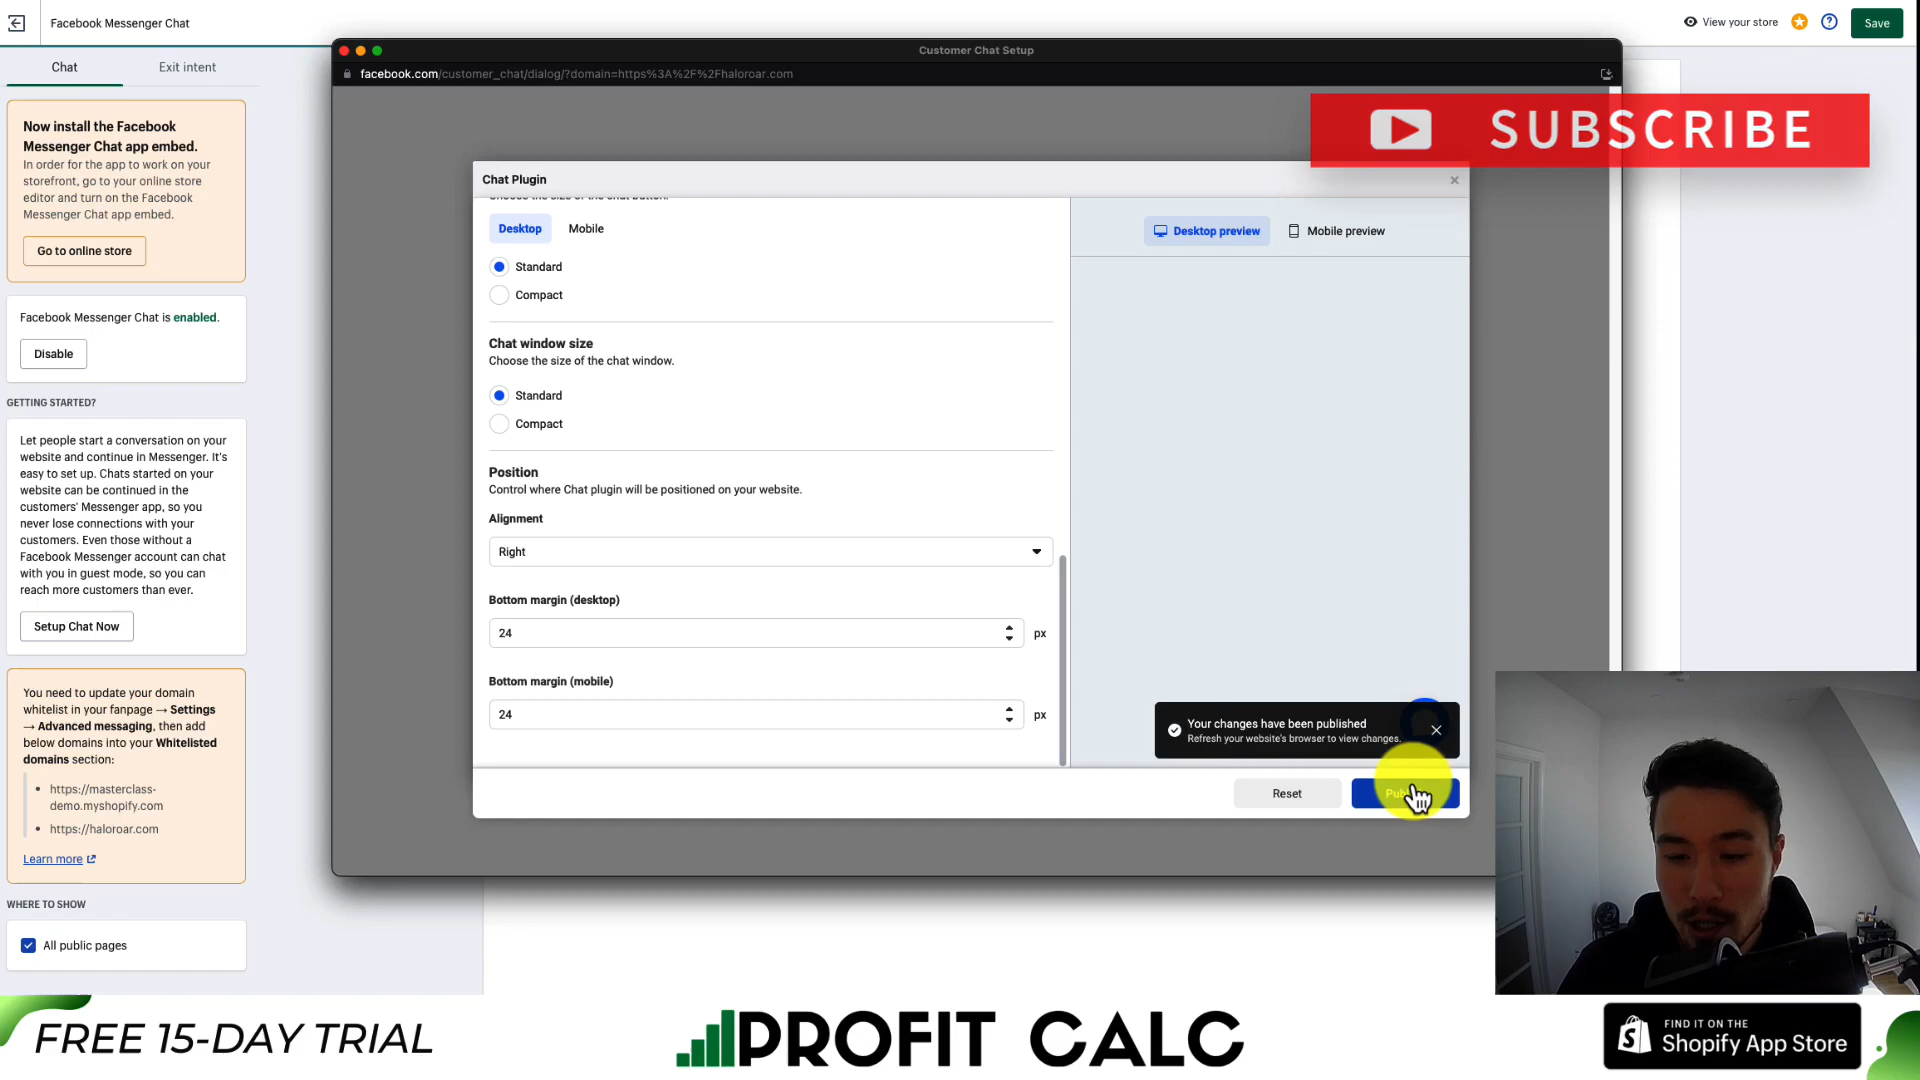 Facebook Messenger Chat
View your store
Save
Customer Chat Setup
facebook.com/customer_chat/dialog/?domain=https%3A%2F%2Fhaloroar.com
Chat
Exit intent
SUBSCRIBE
Now install the Facebook
Messenger Chat app embed.
In order for the app to work on your
storefront, go to your online store
editor and turn on the Facebook
Messenger Chat app embed.
Go to online store
Facebook Messenger Chat is enabled.
Disable
GETTING STARTED?
Let people start a conversation on your
website and continue in Messenger. It's
easy to set up. Chats started on your
website can be continued in the
customers' Messenger app, so you
never lose connections with your
customers. Even those without a
Facebook Messenger account can chat
with you in guest mode, so you can
reach more customers than ever.
Setup Chat Now
You need to update your domain
whitelist in your fanpage → Settings
→ Advanced messaging, then add
below domains into your Whitelisted
domains section:
• https://masterclass-
demo.myshopify.com
• https://haloroar.com
Learn more
WHERE TO SHOW
All public pages
Chat Plugin
Choose the size of the chat button.
Desktop
Mobile
Standard
Compact
Chat window size
Choose the size of the chat window.
Standard
Compact
Position
Control where Chat plugin will be positioned on your website.
Alignment
Right
Bottom margin (desktop)
24
px
Bottom margin (mobile)
24
px
Desktop preview
Mobile preview
Your changes have been published
Refresh your website's browser to view changes.
Reset
FREE 15-DAY TRIAL
PROFIT CALC
FIND IT ON THE
Shopify App Store